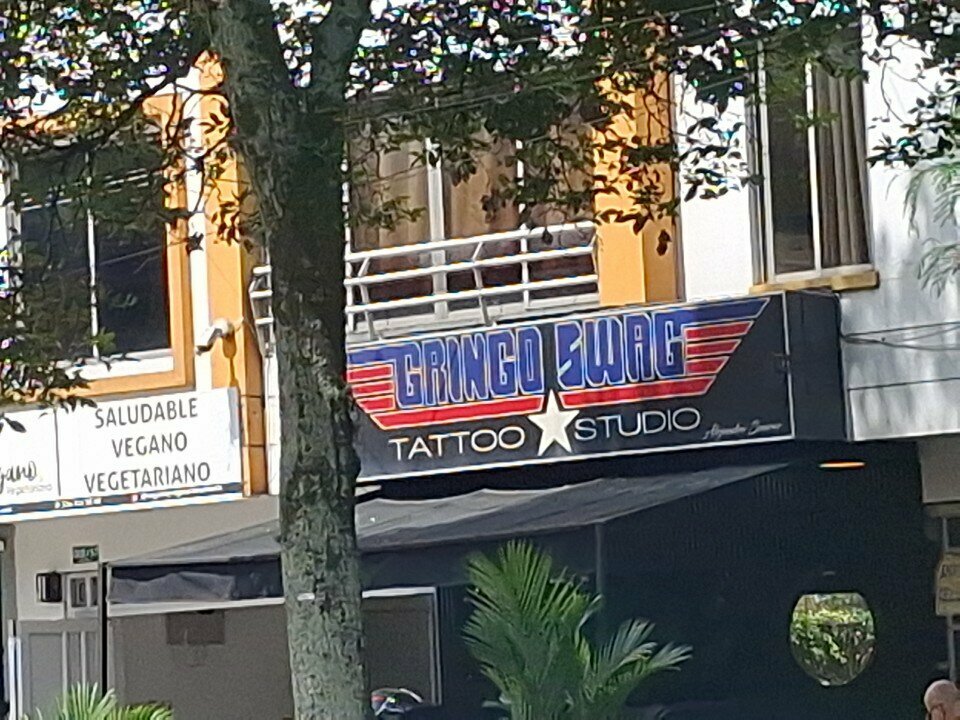 SALUDABLE
VEGANO
VEGETARIANO
GRINGO SWAG
TATTOO STUDIO